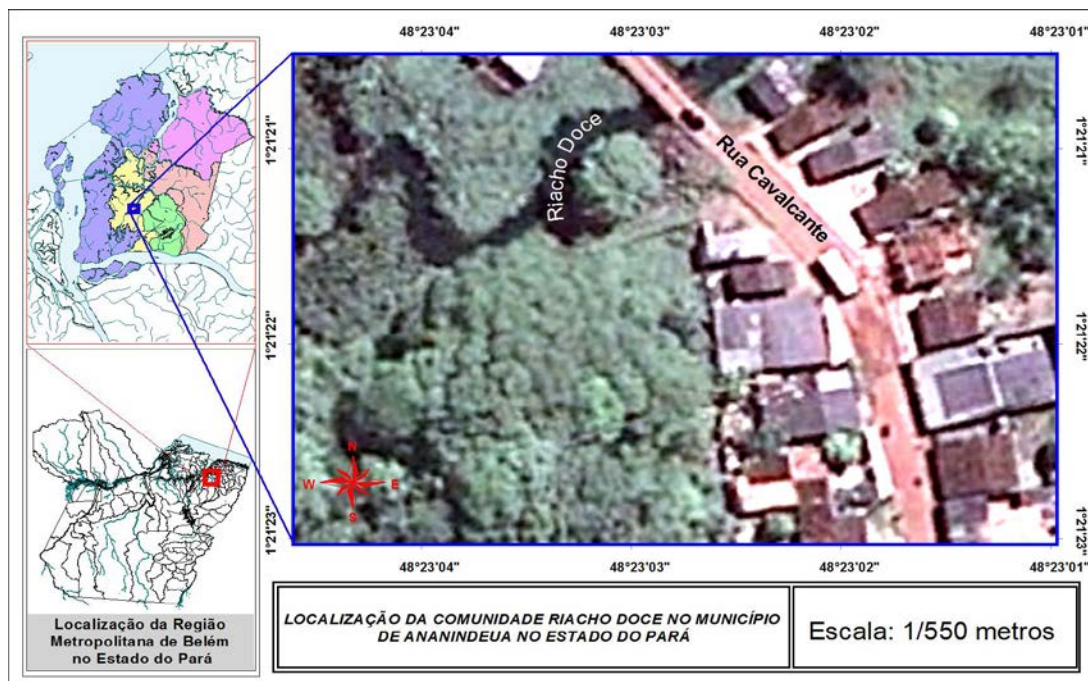 48°23'04" 48°23'03" 48°23'02" 48°23'01"
1°21'21"
1°21'22"
1°21'23"
Riacho Doce
Rua Cavalcante
1°21'21"
1°21'22"
1°21'23"
N
W E
S
48°23'04" 48°23'03" 48°23'02" 48°23'01"
Localização da Região
Metropolitana de Belém
no Estado do Pará
LOCALIZAÇÃO DA COMUNIDADE RIACHO DOCE NO MUNICÍPIO
DE ANANINDEUA NO ESTADO DO PARÁ
Escala: 1/550 metros